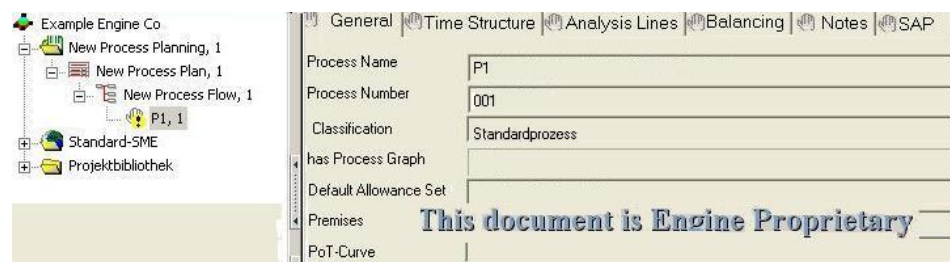 Example Engine Co
New Process Planning, 1
New Process Plan, 1
New Process Flow, 1
P1, 1
Standard-SME
Projektbibliothek
General Time Structure Analysis Lines Balancing Notes SAP
Process Name P1
Process Number 001
Classification Standardprozess
has Process Graph
Default Allowance Set
Premises
This document is Engine Proprietary
PoT-Curve